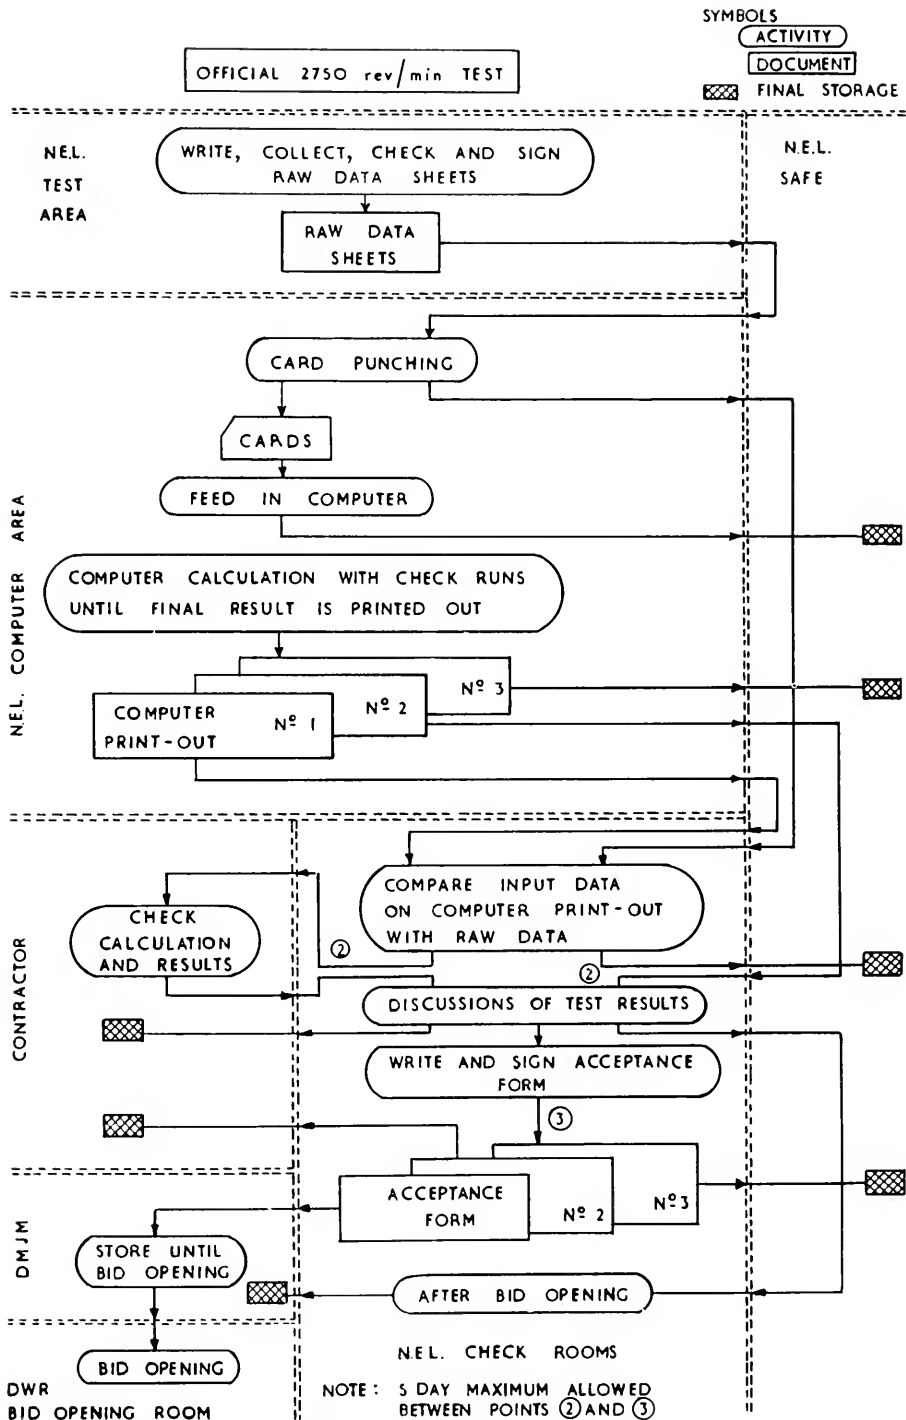 SYMBOLS
ACTIVITY
DOCUMENT
FINAL STORAGE
OFFICIAL 2750 rev/min TEST
N.E.L.
TEST
AREA
WRITE, COLLECT, CHECK AND SIGN
RAW DATA SHEETS
N.E.L.
SAFE
RAW DATA
SHEETS
N.E.L. COMPUTER AREA
CARD PUNCHING
CARDS
FEED IN COMPUTER
COMPUTER CALCULATION WITH CHECK RUNS
UNTIL FINAL RESULT IS PRINTED OUT
Nº 3
Nº 2
COMPUTER
PRINT-OUT
Nº 1
CONTRACTOR
COMPARE INPUT DATA
ON COMPUTER PRINT-OUT
WITH RAW DATA
CHECK
CALCULATION
AND RESULTS
②
②
DISCUSSIONS OF TEST RESULTS
WRITE AND SIGN ACCEPTANCE
FORM
③
ACCEPTANCE
FORM
Nº 2
Nº 3
DMJM
STORE UNTIL
BID OPENING
AFTER BID OPENING
BID OPENING
DWR
BID OPENING ROOM
N.E.L. CHECK ROOMS
NOTE: 5 DAY MAXIMUM ALLOWED
BETWEEN POINTS ② AND ③